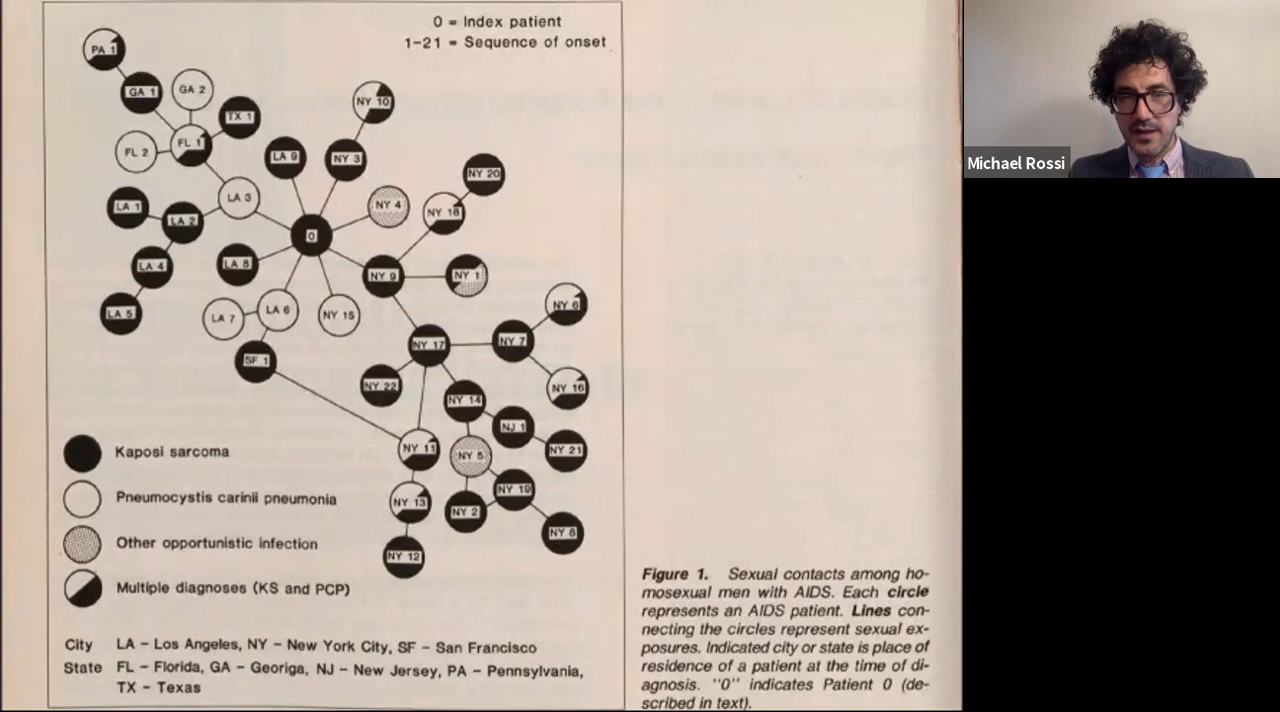 0 = Index patient
1-21 = Sequence of onset
PA 1
GA 1
GA 2
TX 1
FL 2
FL 1
LA 9
NY 3
NY 10
LA 1
LA 2
LA 3
NY 4
NY 18
NY 20
0
LA 4
LA 8
NY 9
NY 1
LA 5
LA 7
LA 6
NY 15
NY 6
SF 1
NY 17
NY 7
NY 22
NY 14
NY 16
NY 11
NY 5
NJ 1
NY 21
NY 13
NY 2
NY 19
NY 12
NY 8
Kaposi sarcoma
Pneumocystis carinii pneumonia
Other opportunistic infection
Multiple diagnoses (KS and PCP)
City LA - Los Angeles, NY - New York City, SF - San Francisco
State FL - Florida, GA - Georiga, NJ - New Jersey, PA - Pennsylvania,
TX - Texas
Figure 1. Sexual contacts among ho-
mosexual men with AIDS. Each circle
represents an AIDS patient. Lines con-
necting the circles represent sexual ex-
posures. Indicated city or state is place of
residence of a patient at the time of di-
agnosis. "0" indicates Patient 0 (de-
scribed in text).
Michael Rossi